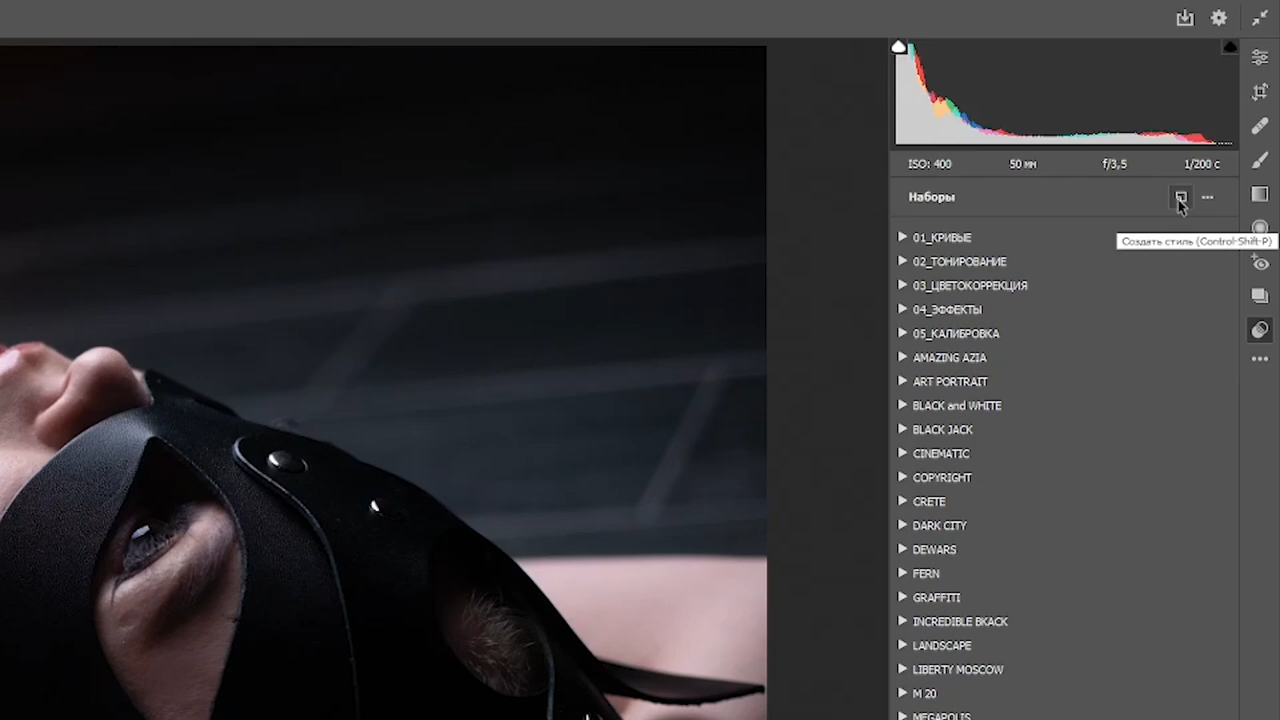 ISO: 400 50 мм f/3,5 1/200 с
Наборы
Создать стиль (Control-Shift-P)
01_КРИВЫЕ
02_ТОНИРОВАНИЕ
03_ЦВЕТОКОРРЕКЦИЯ
04_ЭФФЕКТЫ
05_КАЛИБРОВКА
AMAZING AZIA
ART PORTRAIT
BLACK and WHITE
BLACK JACK
CINEMATIC
COPYRIGHT
CRETE
DARK CITY
DEWARS
FERN
GRAFFITI
INCREDIBLE BKACK
LANDSCAPE
LIBERTY MOSCOW
M 20
MEGAPOLIS